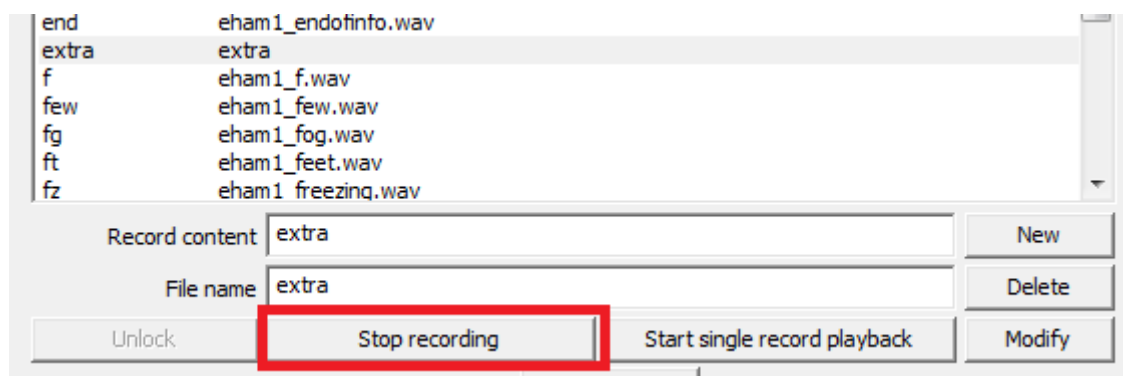 end eham1_endofinfo.wav
extra extra
f eham1_f.wav
few eham1_few.wav
fg eham1_fog.wav
ft eham1_feet.wav
fz eham1_freezing.wav
Record content extra New
File name extra Delete
Unlock Stop recording Start single record playback Modify